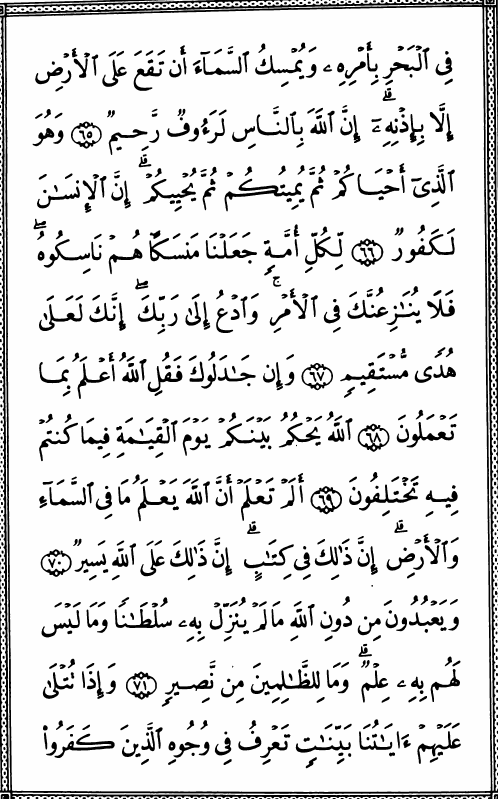 فِى ٱلْبَحْرِ بِأَمْرِهِۦ وَيُمْسِكُ ٱلسَّمَآءَ أَن تَقَعَ عَلَى ٱلْأَرْضِ
إِلَّا بِإِذْنِهِۦٓ ۗ إِنَّ ٱللَّهَ بِٱلنَّاسِ لَرَءُوفٌ رَّحِيمٌ ٦٥ وَهُوَ
ٱلَّذِىٓ أَحْيَاكُمْ ثُمَّ يُمِيتُكُمْ ثُمَّ يُحْيِيكُمْ ۗ إِنَّ ٱلْإِنسَٰنَ
لَكَفُورٌ ٦٦ لِّكُلِّ أُمَّةٍ جَعَلْنَا مَنسَكًا هُمْ نَاسِكُوهُ ۖ
فَلَا يُنَٰزِعُنَّكَ فِى ٱلْأَمْرِ ۚ وَٱدْعُ إِلَىٰ رَبِّكَ ۖ إِنَّكَ لَعَلَىٰ
هُدًى مُّسْتَقِيمٍ ٦٧ وَإِن جَٰدَلُوكَ فَقُلِ ٱللَّهُ أَعْلَمُ بِمَا
تَعْمَلُونَ ٦٨ ٱللَّهُ يَحْكُمُ بَيْنَكُمْ يَوْمَ ٱلْقِيَٰمَةِ فِيمَا كُنتُمْ
فِيهِ تَخْتَلِفُونَ ٦٩ أَلَمْ تَعْلَمْ أَنَّ ٱللَّهَ يَعْلَمُ مَا فِى ٱلسَّمَآءِ
وَٱلْأَرْضِ ۗ إِنَّ ذَٰلِكَ فِى كِتَٰبٍ ۗ إِنَّ ذَٰلِكَ عَلَى ٱللَّهِ يَسِيرٌ ٧٠
وَيَعْبُدُونَ مِن دُونِ ٱللَّهِ مَا لَمْ يُنَزِّلْ بِهِۦ سُلْطَٰنًا وَمَا لَيْسَ
لَهُم بِهِۦ عِلْمٌ ۗ وَمَا لِلظَّٰلِمِينَ مِن نَّصِيرٍ ٧١ وَإِذَا تُتْلَىٰ
عَلَيْهِمْ ءَايَٰتُنَا بَيِّنَٰتٍ تَعْرِفُ فِى وُجُوهِ ٱلَّذِينَ كَفَرُوا۟